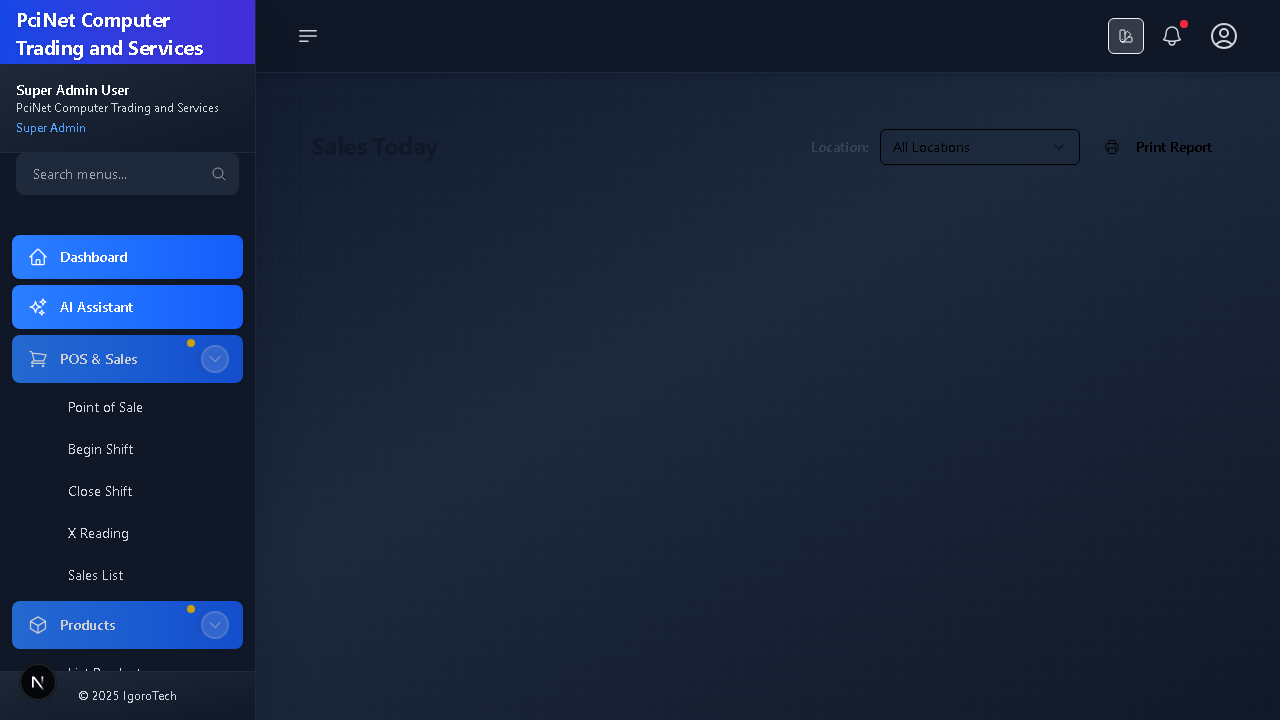 PciNet Computer
Trading and Services
Super Admin User
PciNet Computer Trading and Services
Super Admin
Search menus...
Dashboard
AI Assistant
POS & Sales
Point of Sale
Begin Shift
Close Shift
X Reading
Sales List
Products
N
© 2025 IgoroTech
Sales Today
Location:
All Locations
Print Report